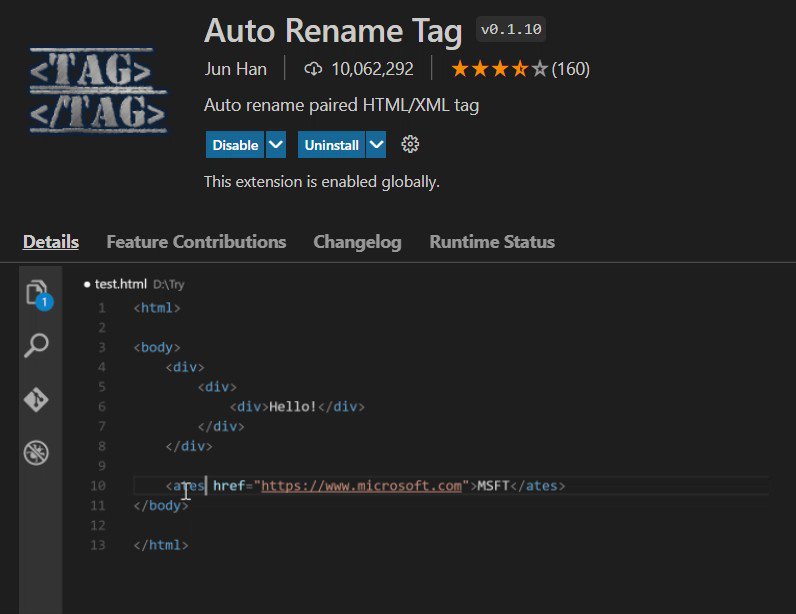 <TAG>
</TAG>
Auto Rename Tag v0.1.10
Jun Han 10,062,292 (160)
Auto rename paired HTML/XML tag
Disable Uninstall
This extension is enabled globally.
Details Feature Contributions Changelog Runtime Status
● test.html D:\Try
1
1 <html>
2
3 <body>
4 <div>
5 <div>
6 <div>Hello!</div>
7 </div>
8 </div>
9
10 <ates href="https://www.microsoft.com">MSFT</ates>
11 </body>
12
13 </html>